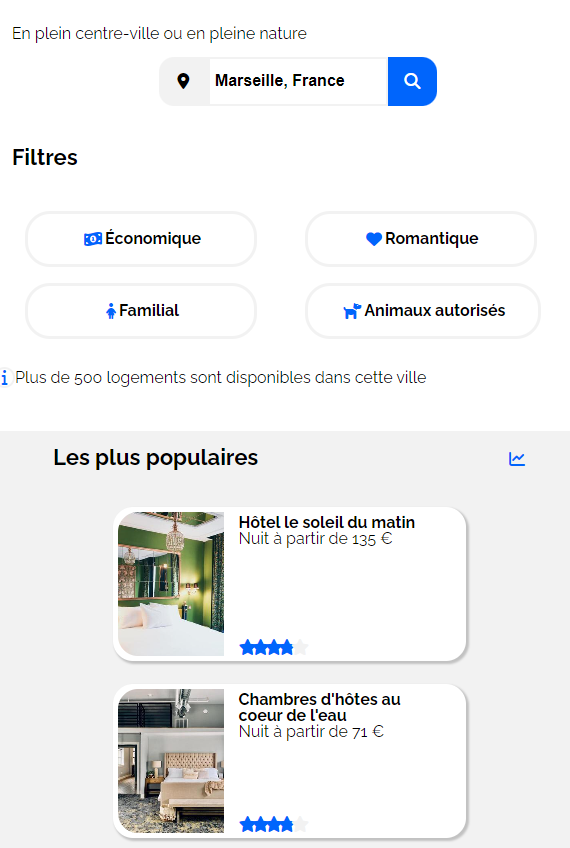 En plein centre-ville ou en pleine nature
Marseille, France
Filtres
Économique
Romantique
Familial
Animaux autorisés
Plus de 500 logements sont disponibles dans cette ville
Les plus populaires
Hôtel le soleil du matin
Nuit à partir de 135 €
Chambres d'hôtes au
coeur de l'eau
Nuit à partir de 71 €